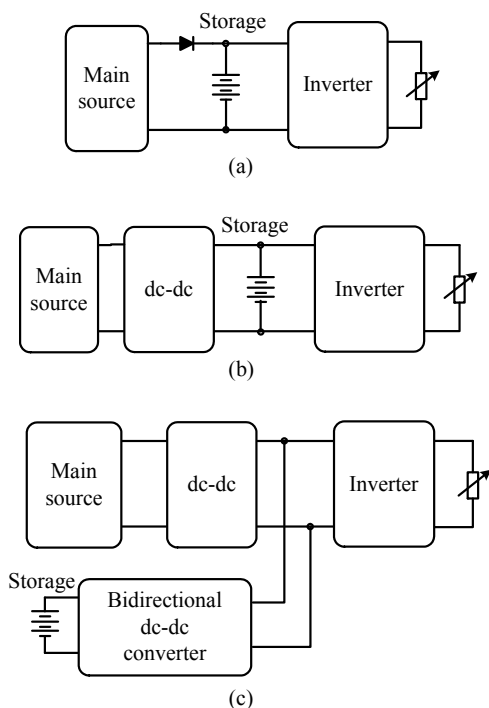 Storage
Main
source
Inverter
(a)
Storage
Main
source
dc-dc
Inverter
(b)
Main
source
dc-dc
Inverter
Storage
Bidirectional
dc-dc
converter
(c)